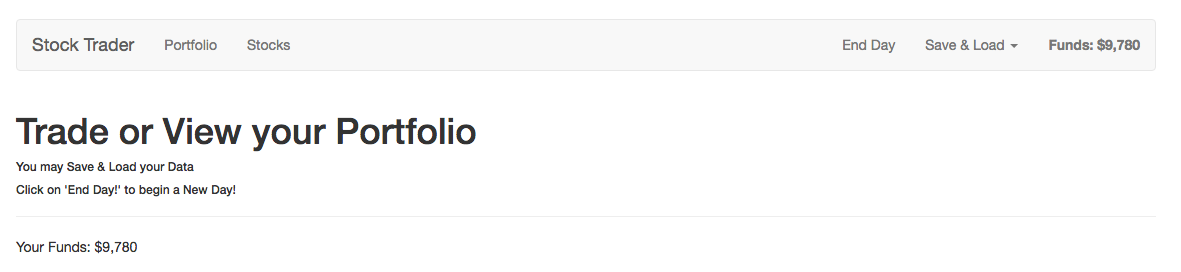 Stock Trader Portfolio Stocks End Day Save & Load Funds: $9,780
Trade or View your Portfolio
You may Save & Load your Data
Click on 'End Day!' to begin a New Day!
Your Funds: $9,780